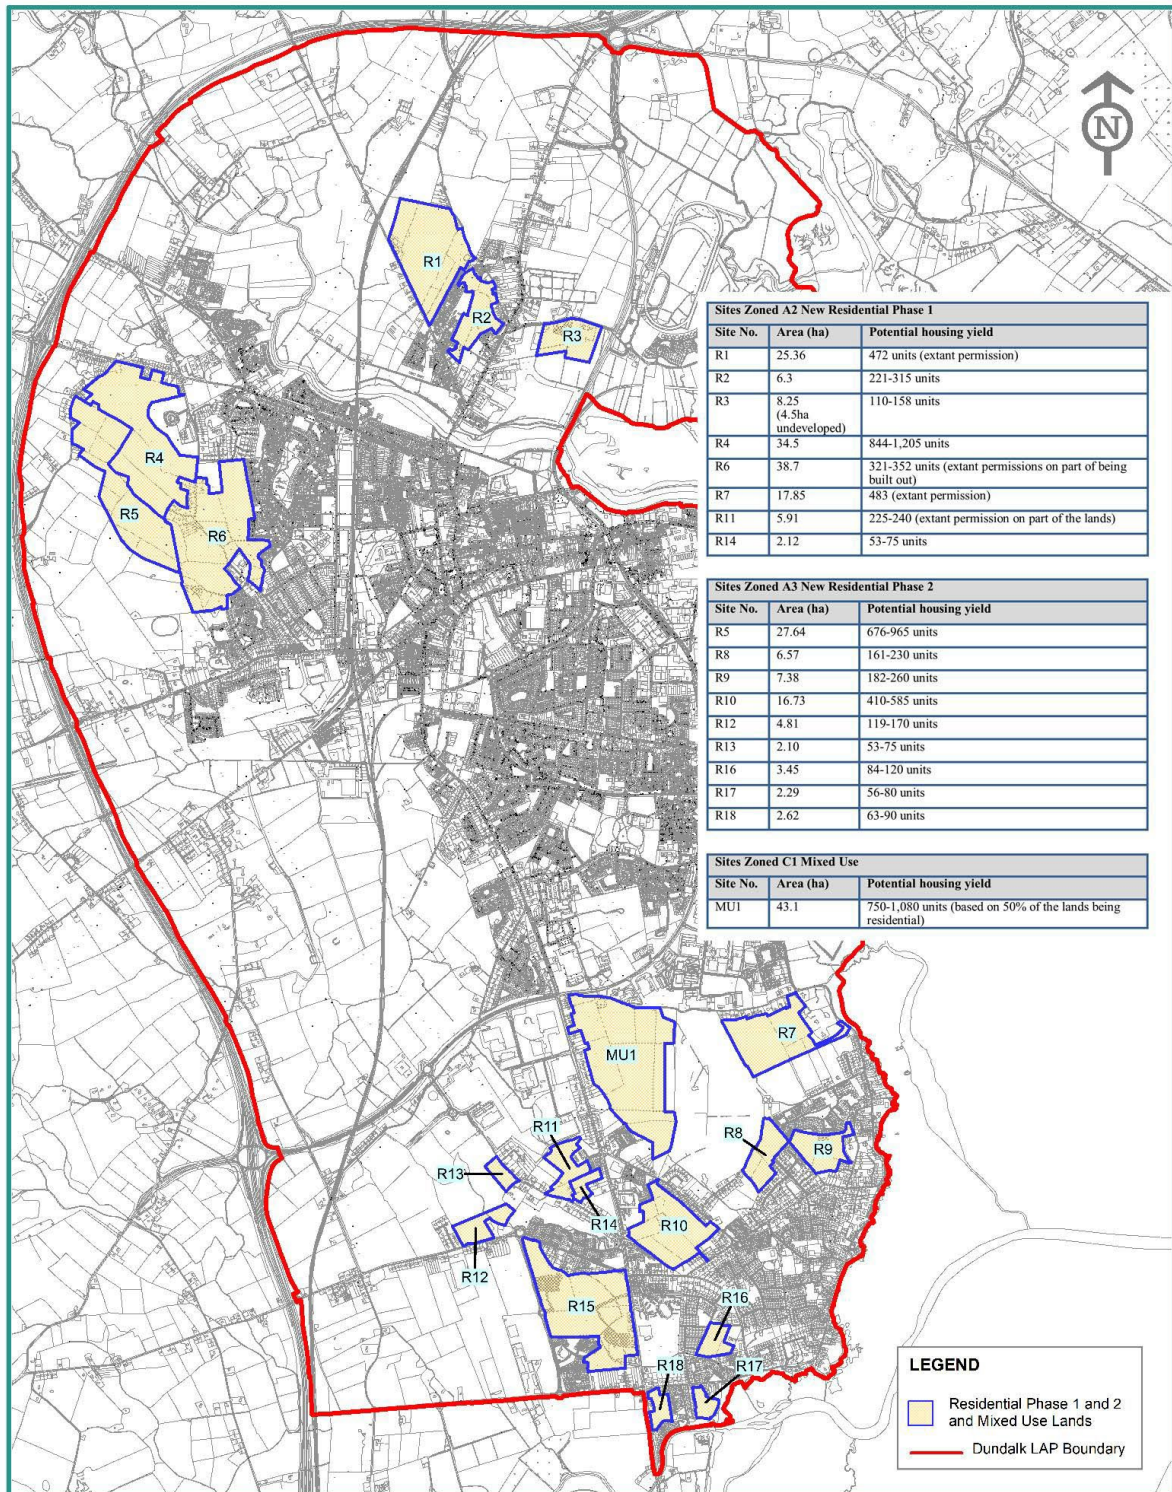 N
R1
R2
R3
R4
R5
R6
Sites Zoned A2 New Residential Phase 1
Site No. Area (ha) Potential housing yield
R1 25.36 472 units (extant permission)
R2 6.3 221-315 units
R3 8.25 110-158 units
(4.5ha
undeveloped)
R4 34.5 844-1,205 units
R6 38.7 321-352 units (extant permissions on part of being
built out)
R7 17.85 483 (extant permission)
R11 5.91 225-240 (extant permission on part of the lands)
R14 2.12 53-75 units
Sites Zoned A3 New Residential Phase 2
Site No. Area (ha) Potential housing yield
R5 27.64 676-965 units
R8 6.57 161-230 units
R9 7.38 182-260 units
R10 16.73 410-585 units
R12 4.81 119-170 units
R13 2.10 53-75 units
R16 3.45 84-120 units
R17 2.29 56-80 units
R18 2.62 63-90 units
Sites Zoned C1 Mixed Use
Site No. Area (ha) Potential housing yield
MU1 43.1 750-1,080 units (based on 50% of the lands being
residential)
R7
MU1
R11
R8
R9
R13
R14
R10
R12
R16
R15
R18
R17
LEGEND
Residential Phase 1 and 2
and Mixed Use Lands
Dundalk LAP Boundary